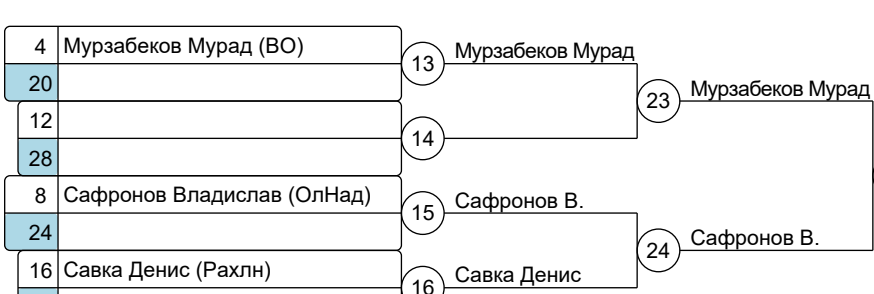 4 Мурзабеков Мурад (ВО)
20
13 Мурзабеков Мурад
12
28
14
23 Мурзабеков Мурад
8 Сафронов Владислав (ОлНад)
24
15 Сафронов В.
16 Савка Денис (Рахлн)
16 Савка Денис
24 Сафронов В.